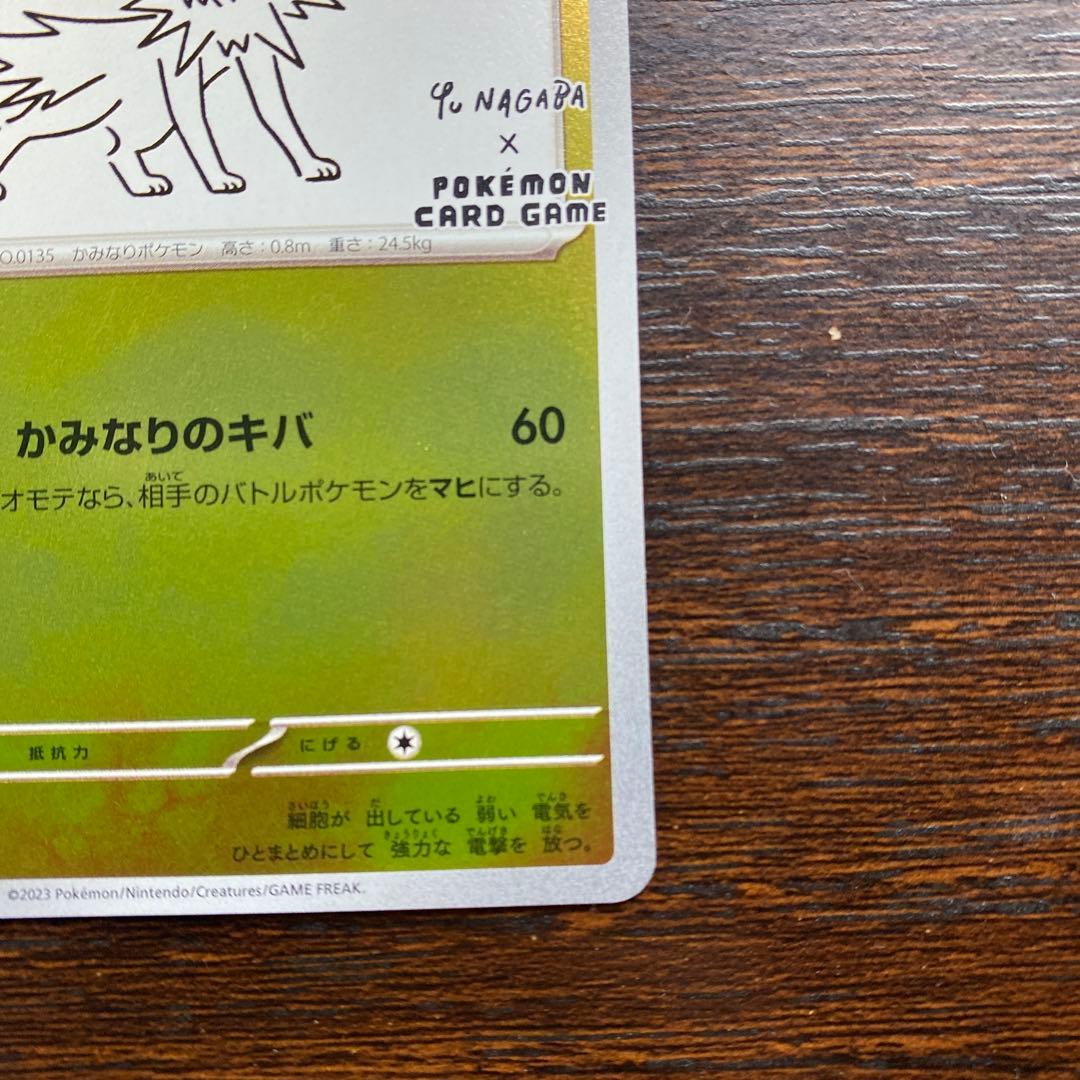 Yu NAGABA
×
POKÉMON
CARD GAME
O.0135 かみなりポケモン 高さ：0.8m 重さ：24.5kg
かみなりのキバ 60
あいて
オモテなら、相手のバトルポケモンをマヒにする。
抵抗力 にげる
さいぼう だ よわ でんき
細胞が 出している 弱い 電気を
きょうりょく でんげき はな
ひとまとめにして 強力な 電撃を 放つ。
©2023 Pokémon/Nintendo/Creatures/GAME FREAK.